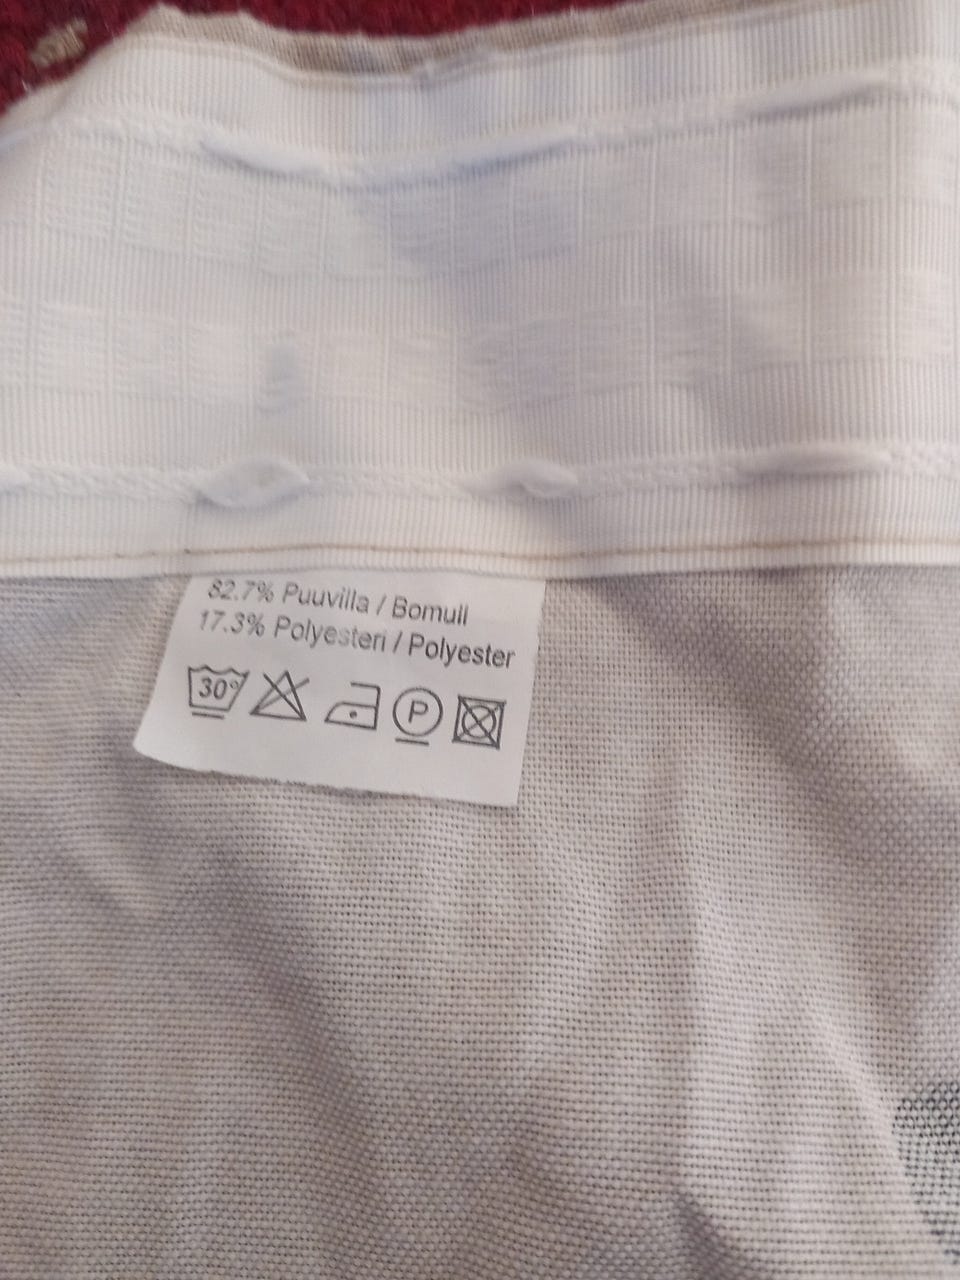 82.7% Puuvilla / Bomull
17.3% Polyesteri / Polyester
30° P